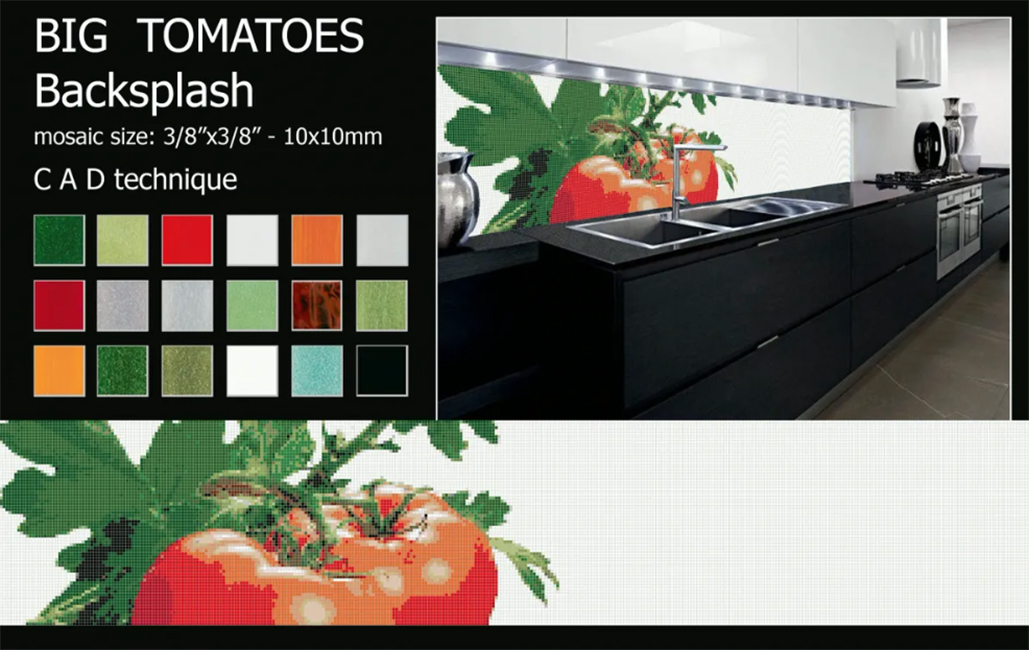 BIG TOMATOES
Backsplash
mosaic size: 3/8”x3/8” - 10x10mm
C A D technique